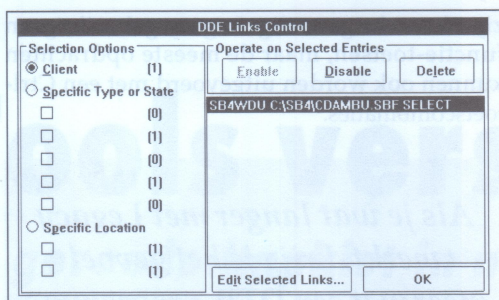 DDE Links Control
Selection Options
Client [1]
Specific Type or State
[0]
[1]
[0]
[1]
[0]
Specific Location
[1]
[1]
Operate on Selected Entries
Enable Disable Delete
SB4WDU C:\SB4\CDAMBU.SBF SELECT
Edit Selected Links... OK